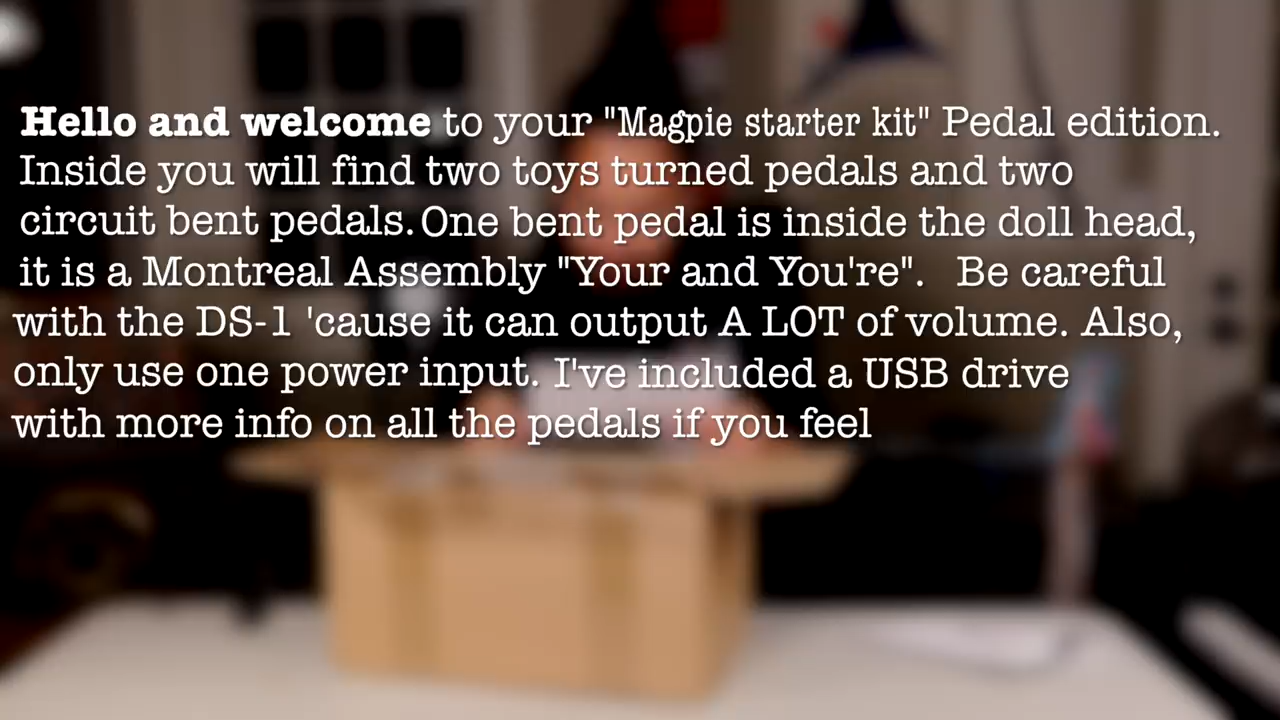 Hello and welcome to your "Magpie starter kit" Pedal edition.
Inside you will find two toys turned pedals and two
circuit bent pedals. One bent pedal is inside the doll head,
it is a Montreal Assembly "Your and You're". Be careful
with the DS-1 'cause it can output A LOT of volume. Also,
only use one power input. I've included a USB drive
with more info on all the pedals if you feel